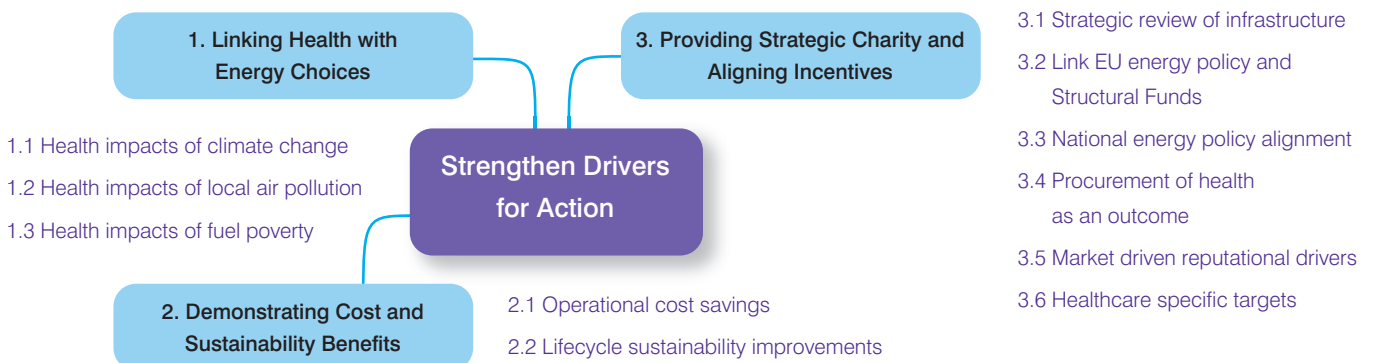 1. Linking Health with
Energy Choices
1.1 Health impacts of climate change
1.2 Health impacts of local air pollution
1.3 Health impacts of fuel poverty
Strengthen Drivers
for Action
2. Demonstrating Cost and
Sustainability Benefits
2.1 Operational cost savings
2.2 Lifecycle sustainability improvements
3. Providing Strategic Charity and
Aligning Incentives
3.1 Strategic review of infrastructure
3.2 Link EU energy policy and
Structural Funds
3.3 National energy policy alignment
3.4 Procurement of health
as an outcome
3.5 Market driven reputational drivers
3.6 Healthcare specific targets